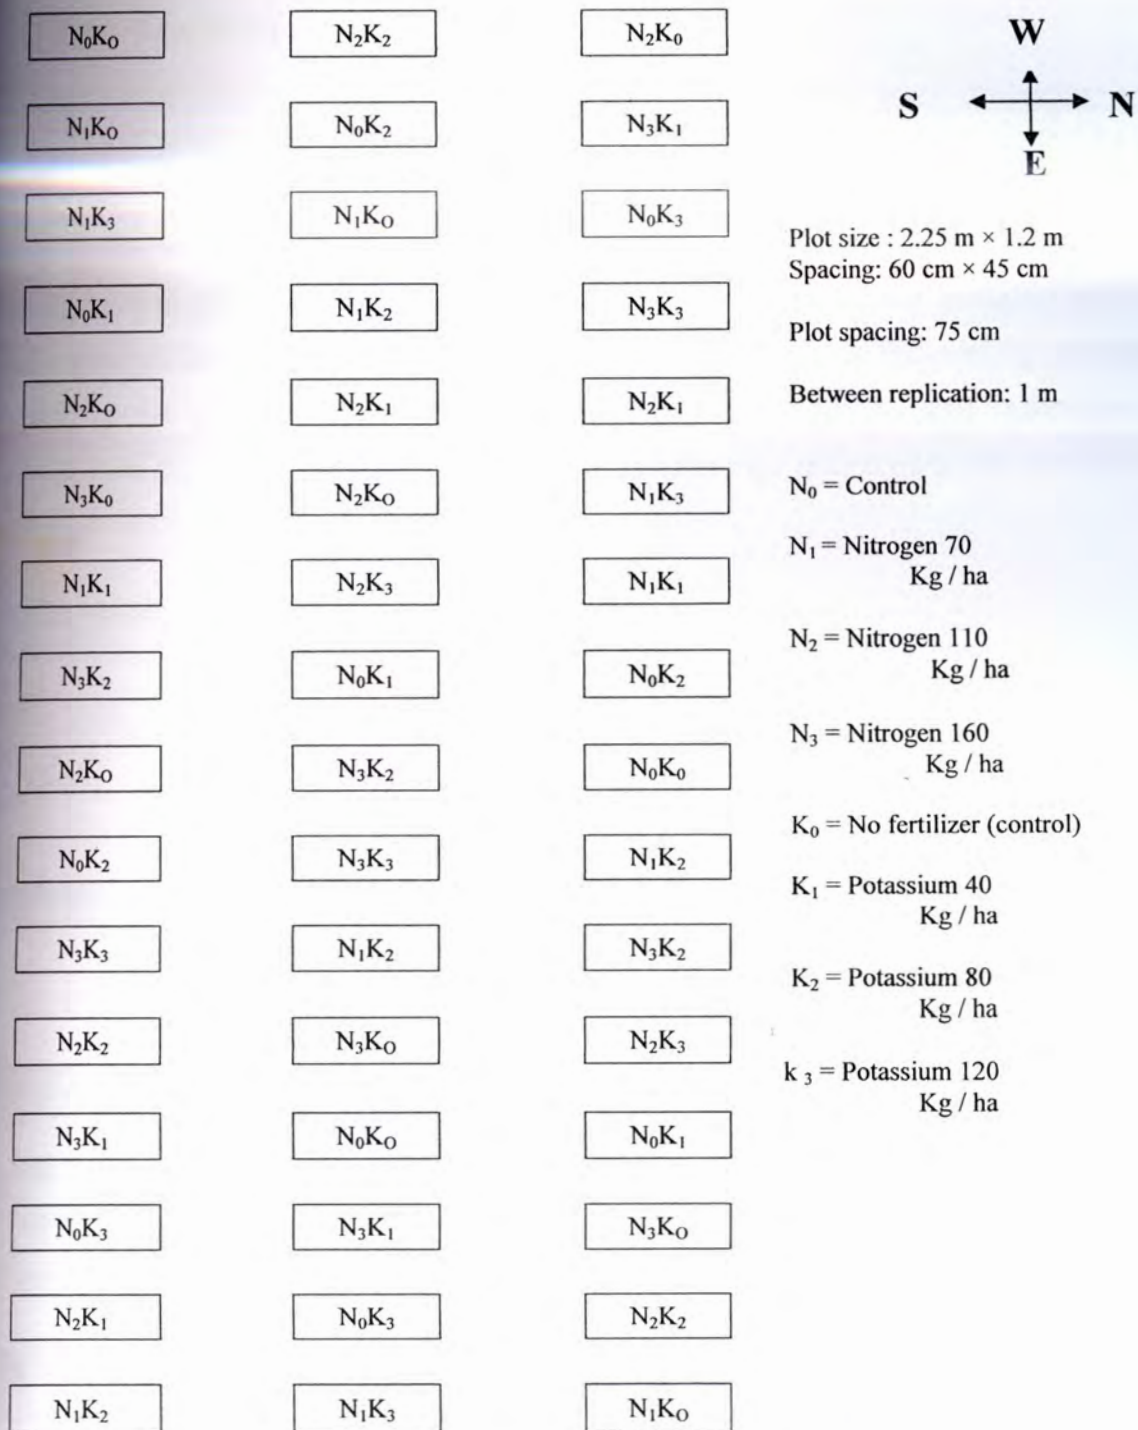 N₀K₀ N₂K₂ N₂K₀
N₁K₀ N₀K₂ N₃K₁
N₁K₃ N₁K₀ N₀K₃
N₀K₁ N₁K₂ N₃K₃
N₂K₀ N₂K₁ N₂K₁
N₃K₀ N₂K₀ N₁K₃
N₁K₁ N₂K₃ N₁K₁
N₃K₂ N₀K₁ N₀K₂
N₂K₀ N₃K₂ N₀K₀
N₀K₂ N₃K₃ N₁K₂
N₃K₃ N₁K₂ N₃K₂
N₂K₂ N₃K₀ N₂K₃
N₃K₁ N₀K₀ N₀K₁
N₀K₃ N₃K₁ N₃K₀
N₂K₁ N₀K₃ N₂K₂
N₁K₂ N₁K₃ N₁K₀
W
S N
E
Plot size : 2.25 m × 1.2 m
Spacing: 60 cm × 45 cm
Plot spacing: 75 cm
Between replication: 1 m
N₀ = Control
N₁ = Nitrogen 70
Kg / ha
N₂ = Nitrogen 110
Kg / ha
N₃ = Nitrogen 160
Kg / ha
K₀ = No fertilizer (control)
K₁ = Potassium 40
Kg / ha
K₂ = Potassium 80
Kg / ha
k ₃ = Potassium 120
Kg / ha